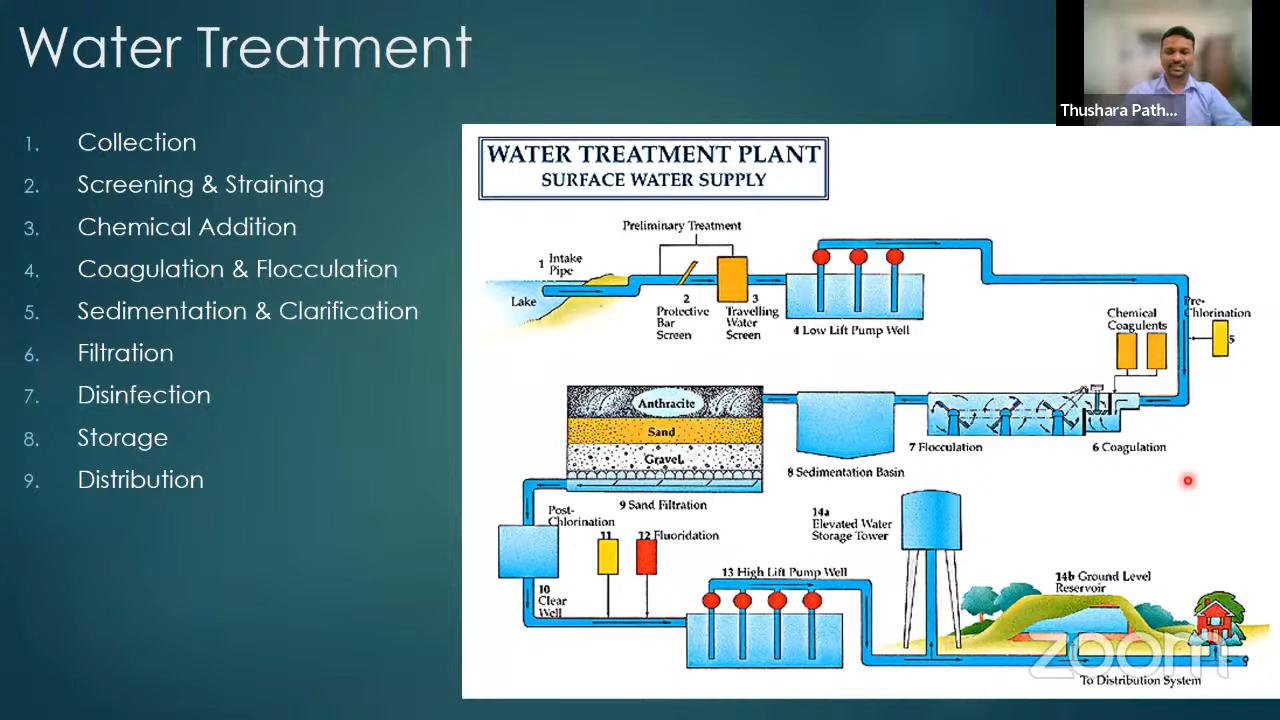 Water Treatment
Thushara Path...
1. Collection
2. Screening & Straining
3. Chemical Addition
4. Coagulation & Flocculation
5. Sedimentation & Clarification
6. Filtration
7. Disinfection
8. Storage
9. Distribution
WATER TREATMENT PLANT
SURFACE WATER SUPPLY
Preliminary Treatment
1 Intake
Pipe
Lake
2
Protective
Bar
Screen
3
Travelling
Water
Screen
4 Low Lift Pump Well
Chemical
Coagulents
Pre-
Chlorination
5
6 Coagulation
7 Flocculation
8 Sedimentation Basin
Anthracite
Sand
Gravel
9 Sand Filtration
Post-
Chlorination
11
12 Fluoridation
10
Clear
Well
13 High Lift Pump Well
14a
Elevated Water
Storage Tower
14b Ground Level
Reservoir
zoom
To Distribution System